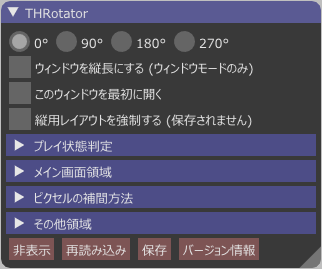 THRotator
0° 90° 180° 270°
ウィンドウを縦長にする (ウィンドウモードのみ)
このウィンドウを最初に開く
縦用レイアウトを強制する (保存されません)
プレイ状態判定
メイン画面領域
ピクセルの補間方法
その他領域
非表示 再読み込み 保存 バージョン情報